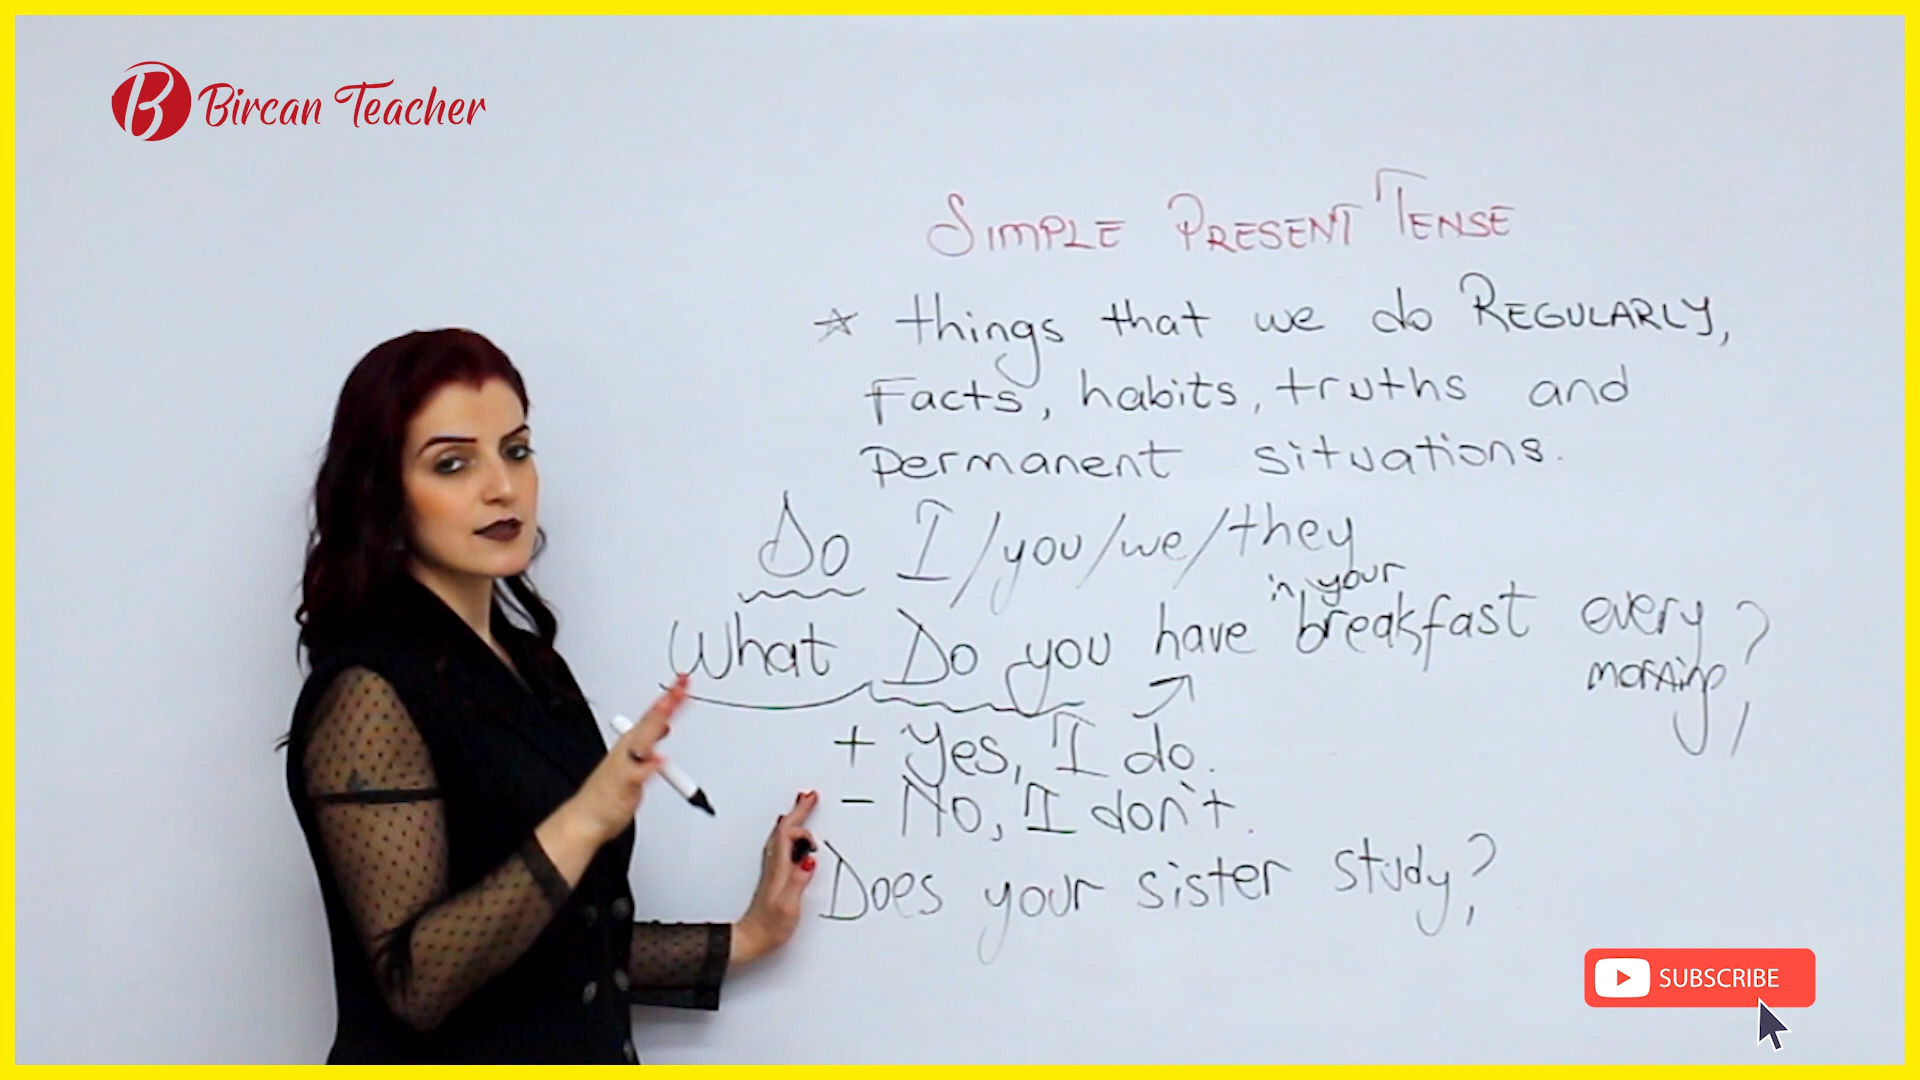 B Bircan Teacher
SIMPLE PRESENT TENSE
☆ things that we do REGULARLY,
Facts, habits, truths and
permanent situations.
Do I/you/we/they
in your
What Do you have breakfast every
morning?
+ Yes, I do.
- No, I don't.
Does your sister study?
SUBSCRIBE